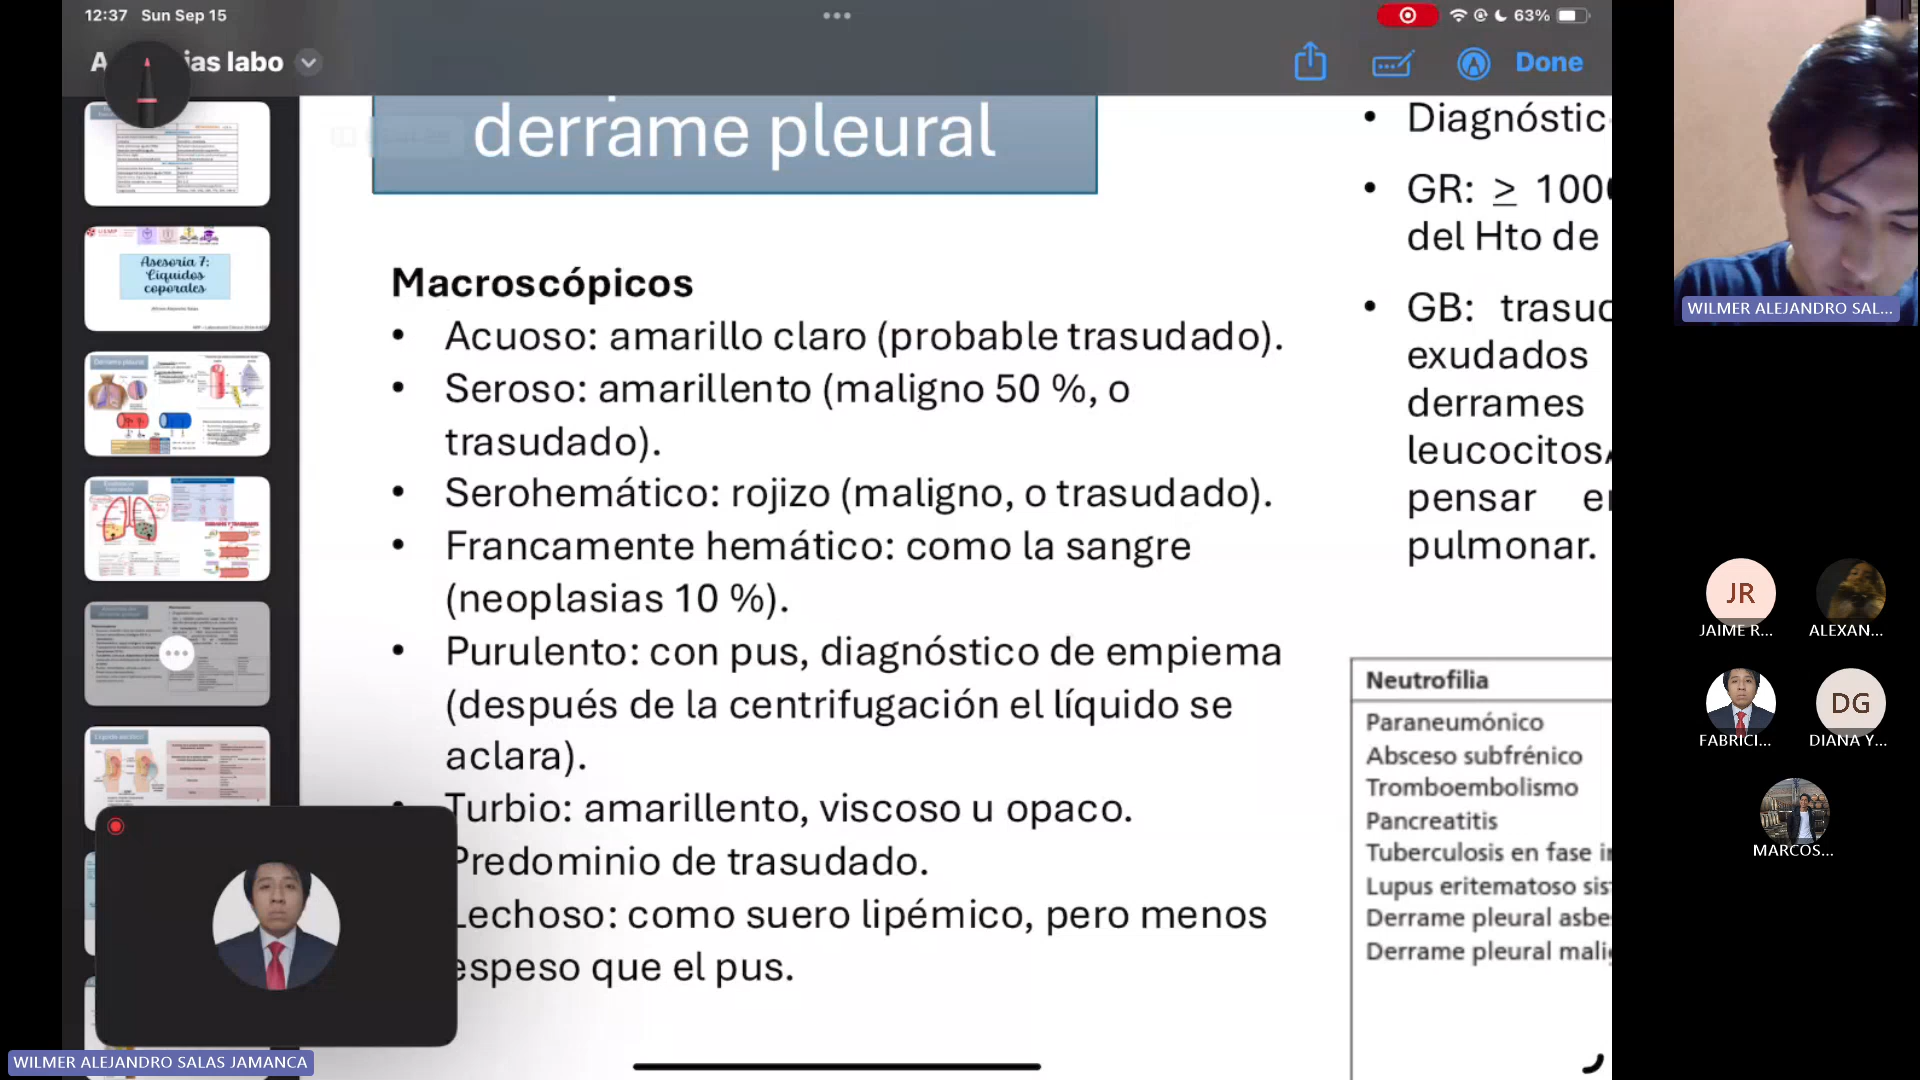 12:37 Sun Sep 15
63%
ias labo
Done
derrame pleural
Macroscópicos
• Acuoso: amarillo claro (probable trasudado).
• Seroso: amarillento (maligno 50 %, o
trasudado).
• Serohemático: rojizo (maligno, o trasudado).
• Francamente hemático: como la sangre
(neoplasias 10 %).
• Purulento: con pus, diagnóstico de empiema
(después de la centrifugación el líquido se
aclara).
Turbio: amarillento, viscoso u opaco.
Predominio de trasudado.
Lechoso: como suero lipémico, pero menos
espeso que el pus.
• Diagnóstic
• GR: ≥ 100
del Hto de
• GB: trasud
exudados
derrames
leucocitos/
pensar e
pulmonar.
Neutrofilia
Paraneumónico
Absceso subfrénico
Tromboembolismo
Pancreatitis
Tuberculosis en fase i
Lupus eritematoso sis
Derrame pleural asbe
Derrame pleural mali
Asesoría 7:
Líquidos
coporales
Derrame pleural
WILMER ALEJANDRO SALAS JAMANCA
WILMER ALEJANDRO SAL...
JR
JAIME R...
ALEXAN...
FABRICI...
DG
DIANA Y...
MARCOS...